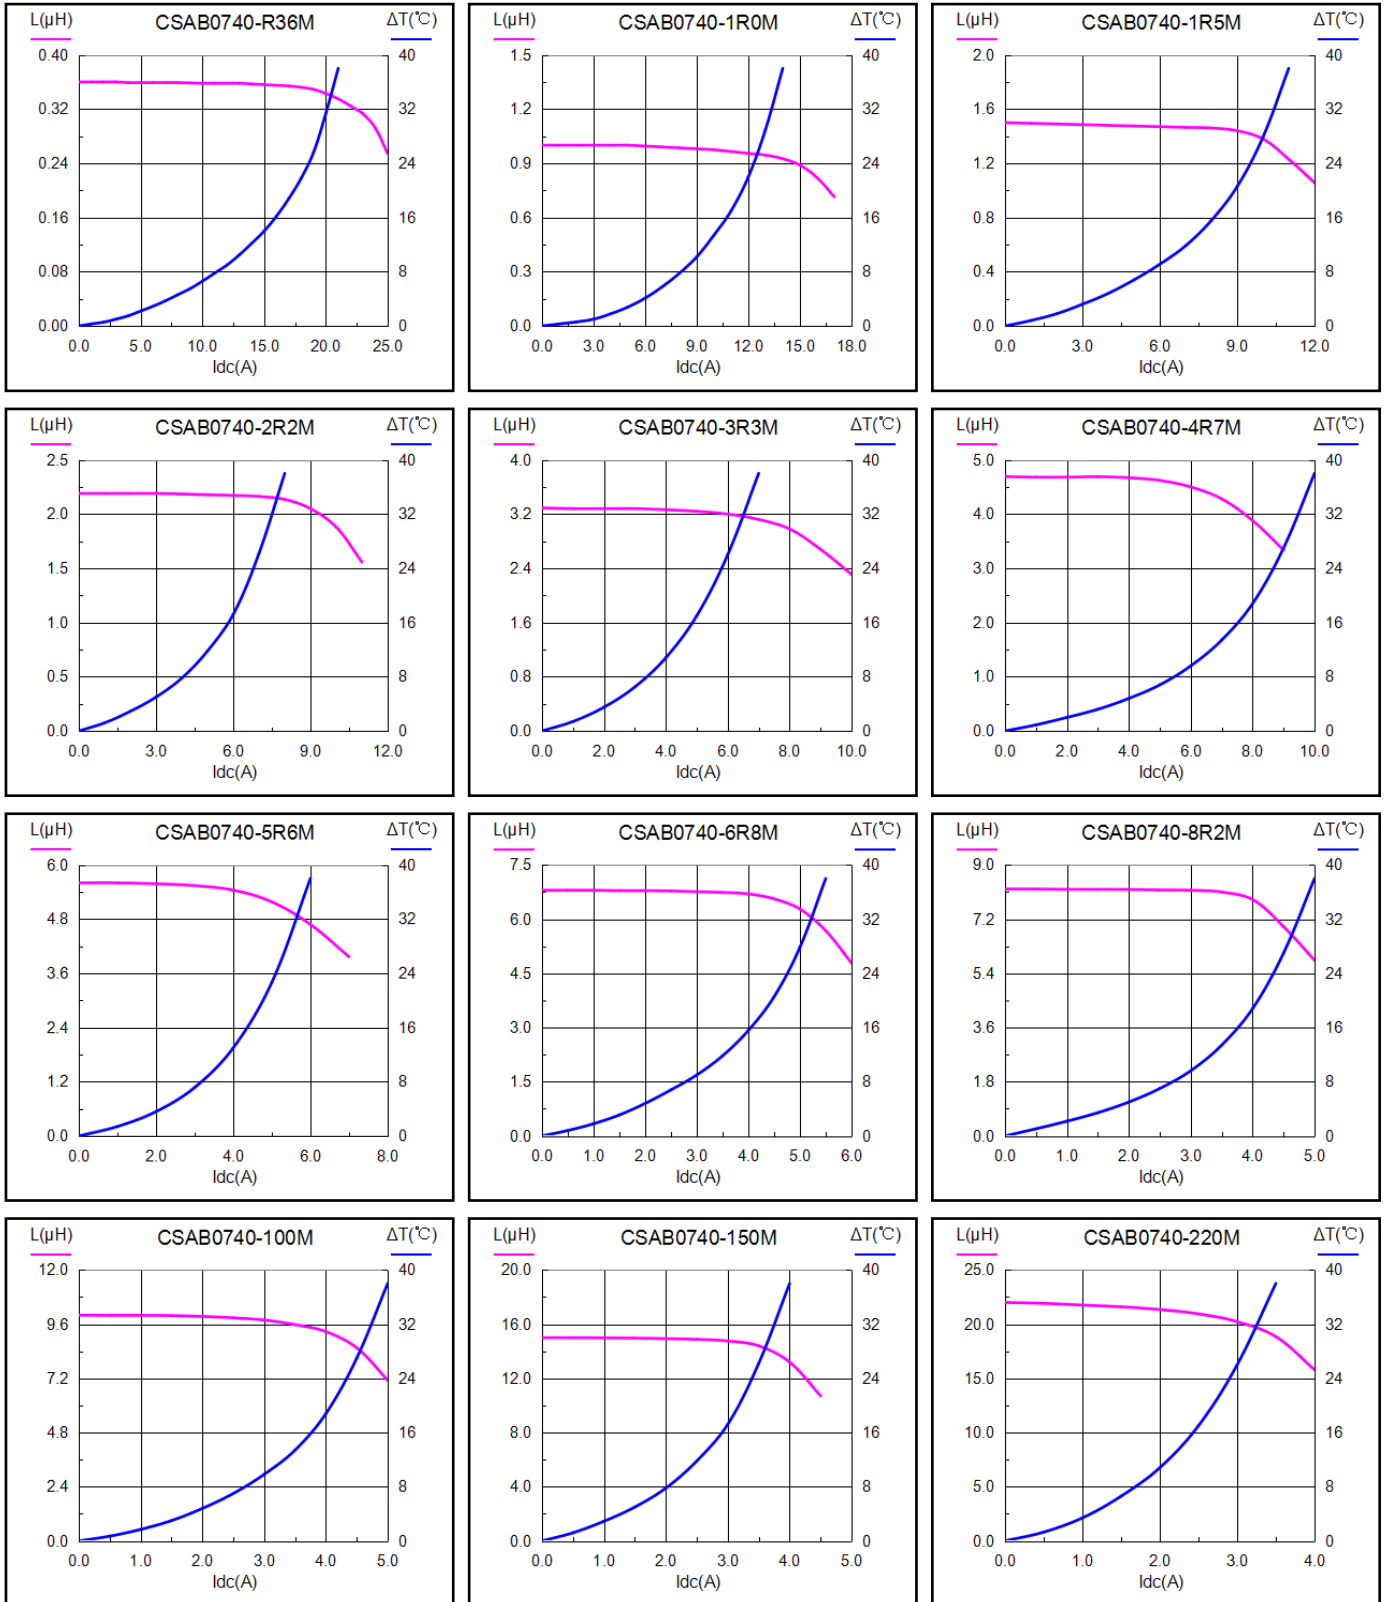 L(μH) CSAB0740-R36M ΔT(℃)
0.40 40
0.32 32
0.24 24
0.16 16
0.08 8
0.00 0
0.0 5.0 10.0 15.0 20.0 25.0
Idc(A)
L(μH) CSAB0740-1R0M ΔT(℃)
1.5 40
1.2 32
0.9 24
0.6 16
0.3 8
0.0 0
0.0 3.0 6.0 9.0 12.0 15.0 18.0
Idc(A)
L(μH) CSAB0740-1R5M ΔT(℃)
2.0 40
1.6 32
1.2 24
0.8 16
0.4 8
0.0 0
0.0 3.0 6.0 9.0 12.0
Idc(A)
L(μH) CSAB0740-2R2M ΔT(℃)
2.5 40
2.0 32
1.5 24
1.0 16
0.5 8
0.0 0
0.0 3.0 6.0 9.0 12.0
Idc(A)
L(μH) CSAB0740-3R3M ΔT(℃)
4.0 40
3.2 32
2.4 24
1.6 16
0.8 8
0.0 0
0.0 2.0 4.0 6.0 8.0 10.0
Idc(A)
L(μH) CSAB0740-4R7M ΔT(℃)
5.0 40
4.0 32
3.0 24
2.0 16
1.0 8
0.0 0
0.0 2.0 4.0 6.0 8.0 10.0
Idc(A)
L(μH) CSAB0740-5R6M ΔT(℃)
6.0 40
4.8 32
3.6 24
2.4 16
1.2 8
0.0 0
0.0 2.0 4.0 6.0 8.0
Idc(A)
L(μH) CSAB0740-6R8M ΔT(℃)
7.5 40
6.0 32
4.5 24
3.0 16
1.5 8
0.0 0
0.0 1.0 2.0 3.0 4.0 5.0 6.0
Idc(A)
L(μH) CSAB0740-8R2M ΔT(℃)
9.0 40
7.2 32
5.4 24
3.6 16
1.8 8
0.0 0
0.0 1.0 2.0 3.0 4.0 5.0
Idc(A)
L(μH) CSAB0740-100M ΔT(℃)
12.0 40
9.6 32
7.2 24
4.8 16
2.4 8
0.0 0
0.0 1.0 2.0 3.0 4.0 5.0
Idc(A)
L(μH) CSAB0740-150M ΔT(℃)
20.0 40
16.0 32
12.0 24
8.0 16
4.0 8
0.0 0
0.0 1.0 2.0 3.0 4.0 5.0
Idc(A)
L(μH) CSAB0740-220M ΔT(℃)
25.0 40
20.0 32
15.0 24
10.0 16
5.0 8
0.0 0
0.0 1.0 2.0 3.0 4.0
Idc(A)